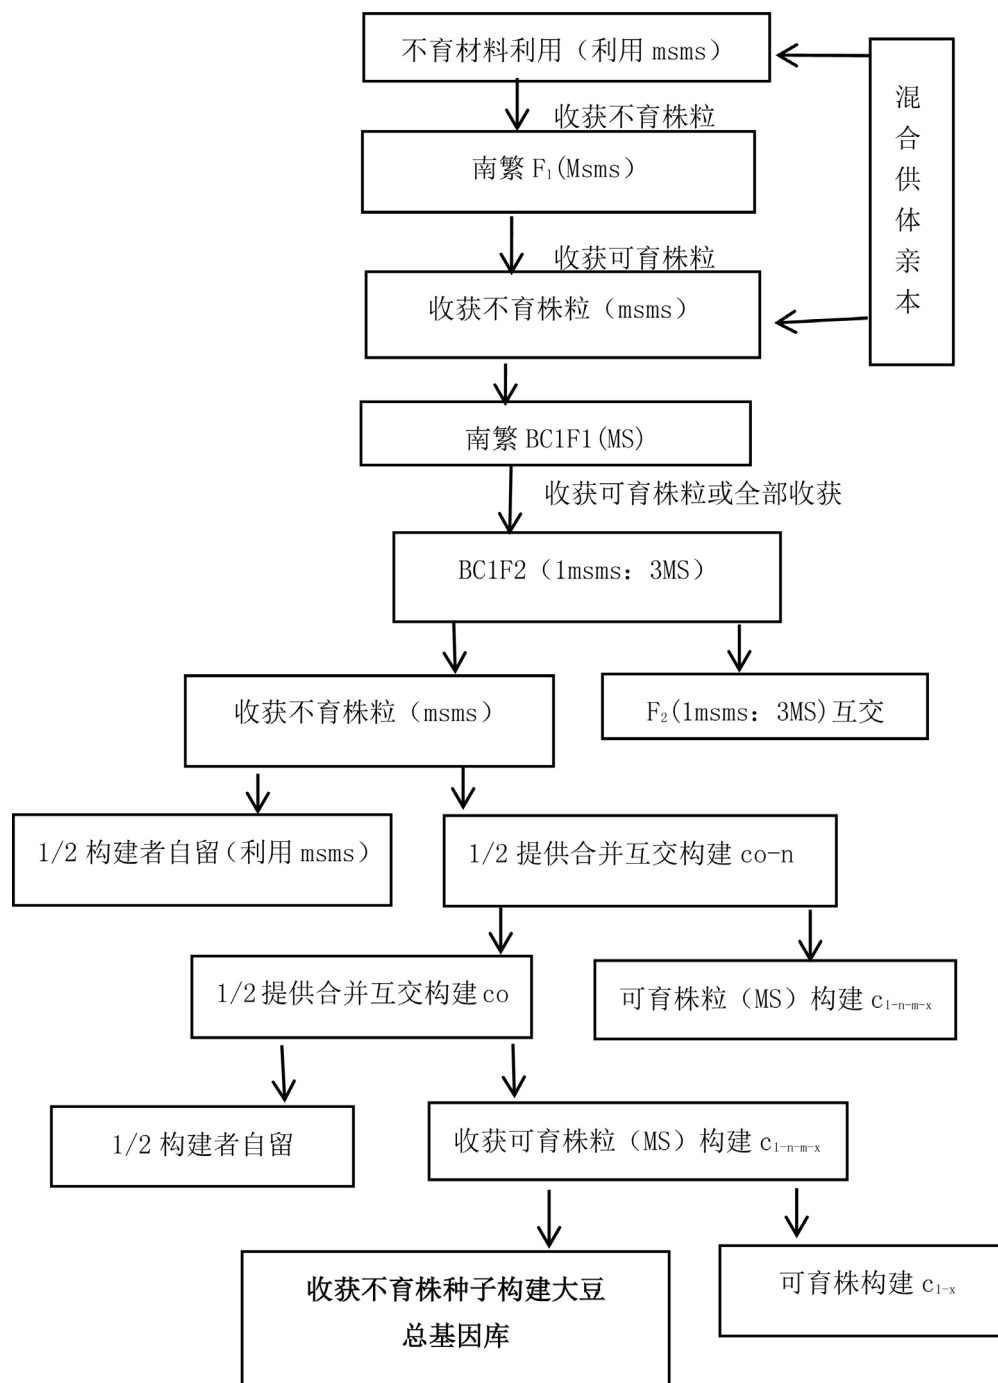 不育材料利用（利用 msms）
混合供体亲本
收获不育株粒
南繁 F₁(Msms）
收获可育株粒
收获不育株粒（msms）
南繁 BC1F1(MS)
收获可育株粒或全部收获
BC1F2（1msms：3MS）
收获不育株粒（msms）
F₂(1msms：3MS)互交
1/2 构建者自留(利用 msms）
1/2 提供合并互交构建 co-n
1/2 提供合并互交构建 co
可育株粒（MS）构建 c₁₋ₙ₋ₘ₋ₓ
1/2 构建者自留
收获可育株粒（MS）构建 c₁₋ₙ₋ₘ₋ₓ
收获不育株种子构建大豆
总基因库
可育株构建 c₁₋ₓ